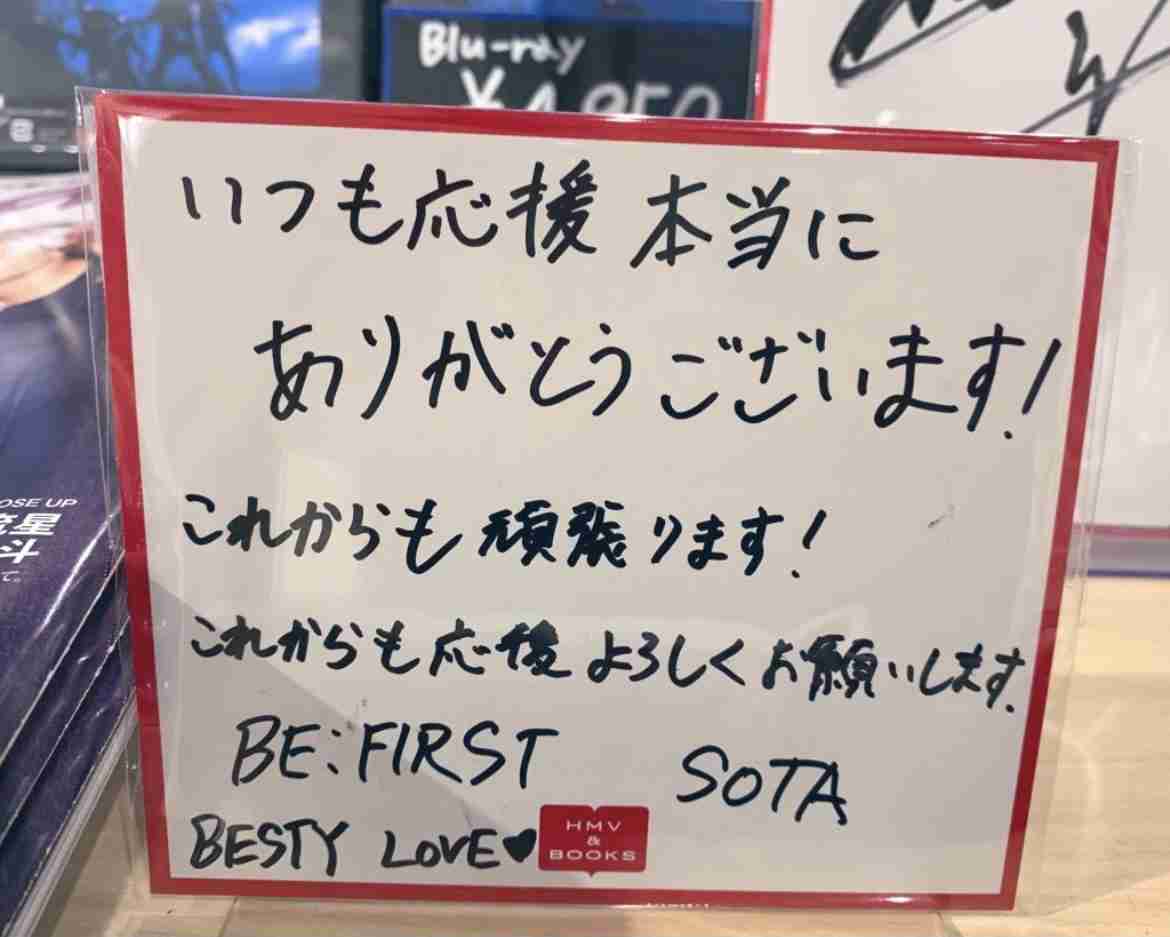 Blu-ray
いつも応援 本当に
ありがとうございます!
これからも 頑張ります!
これからも 応援 よろしくお願いします.
BE:FIRST SOTA
BESTY LOVE♥
HMV
&
BOOKS
OSE UP